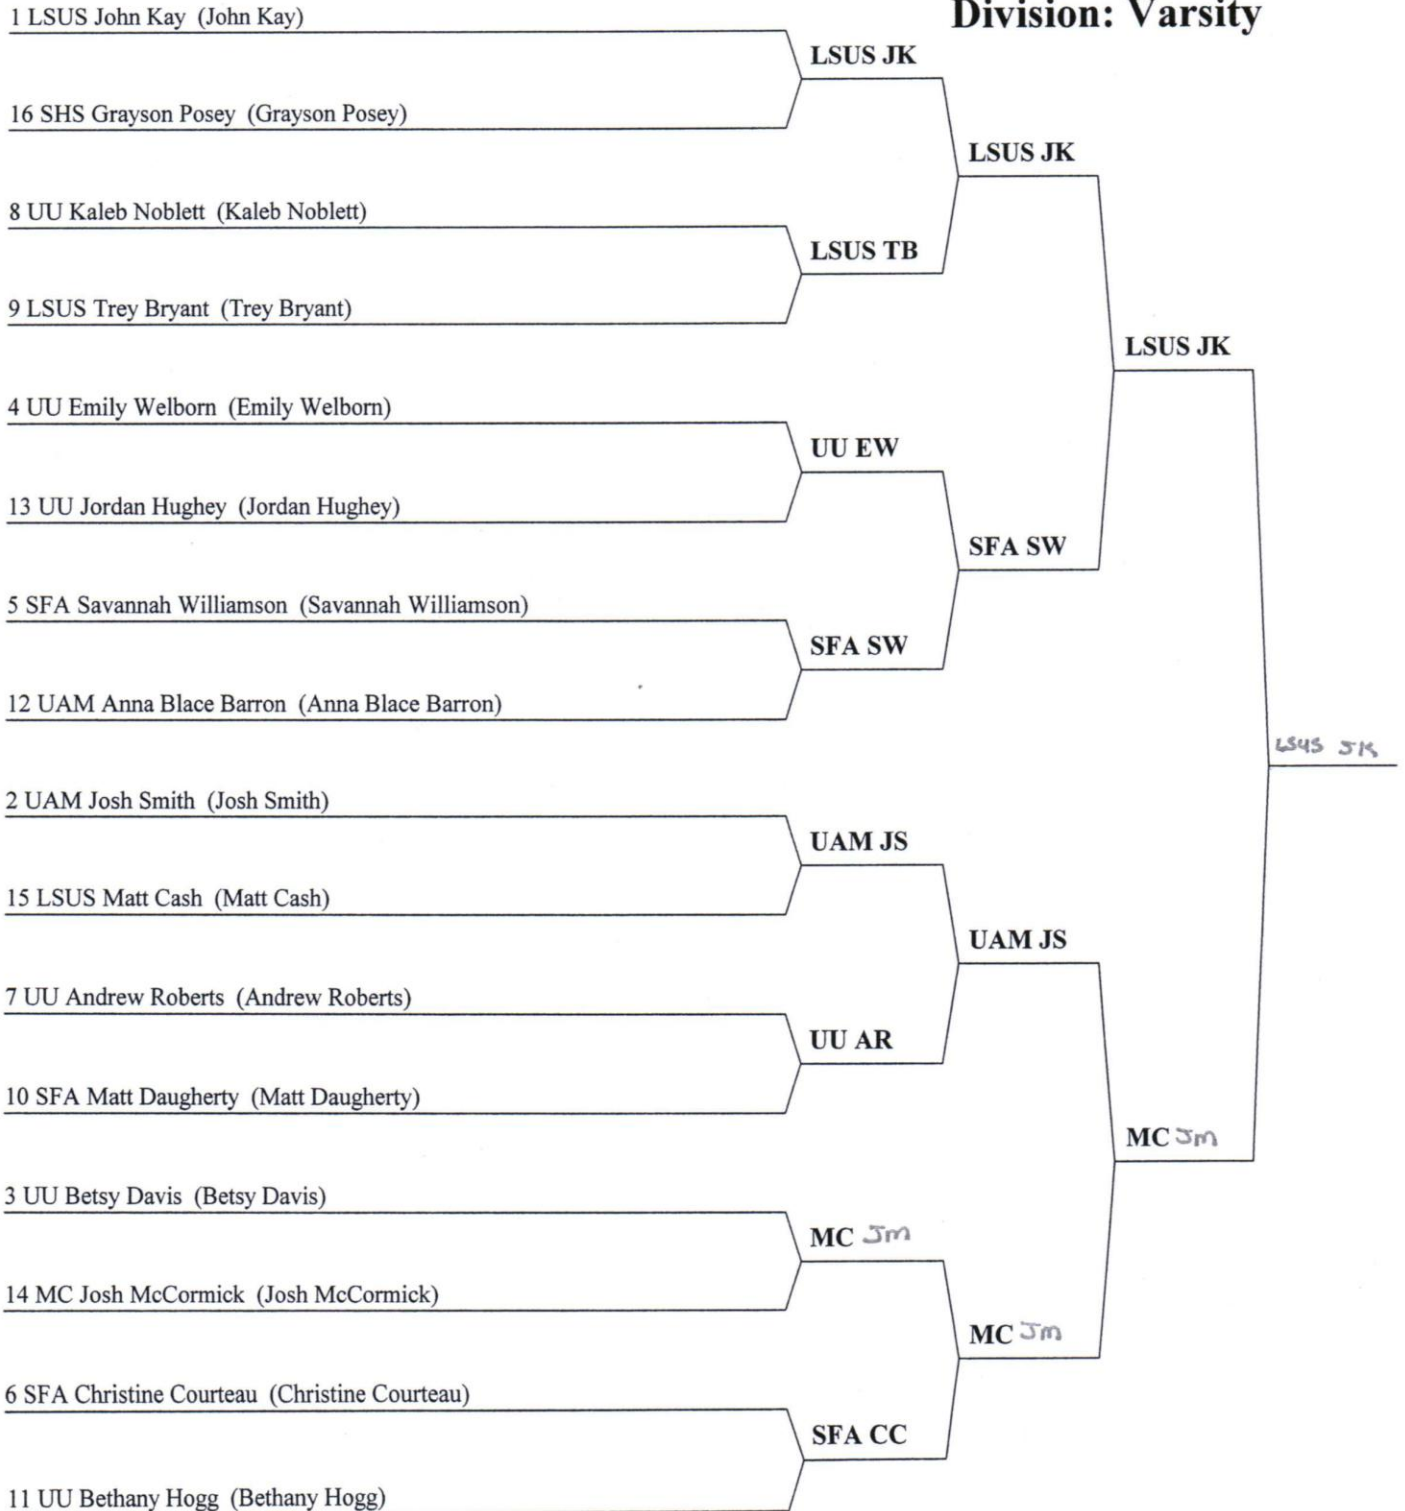 Division: Varsity
1 LSUS John Kay (John Kay)
LSUS JK
16 SHS Grayson Posey (Grayson Posey)
LSUS JK
8 UU Kaleb Noblett (Kaleb Noblett)
LSUS TB
9 LSUS Trey Bryant (Trey Bryant)
LSUS JK
4 UU Emily Welborn (Emily Welborn)
UU EW
13 UU Jordan Hughey (Jordan Hughey)
SFA SW
5 SFA Savannah Williamson (Savannah Williamson)
SFA SW
12 UAM Anna Blace Barron (Anna Blace Barron)
LSUS JK
2 UAM Josh Smith (Josh Smith)
UAM JS
15 LSUS Matt Cash (Matt Cash)
UAM JS
7 UU Andrew Roberts (Andrew Roberts)
UU AR
10 SFA Matt Daugherty (Matt Daugherty)
MC Jm
3 UU Betsy Davis (Betsy Davis)
MC Jm
14 MC Josh McCormick (Josh McCormick)
MC Jm
6 SFA Christine Courteau (Christine Courteau)
SFA CC
11 UU Bethany Hogg (Bethany Hogg)